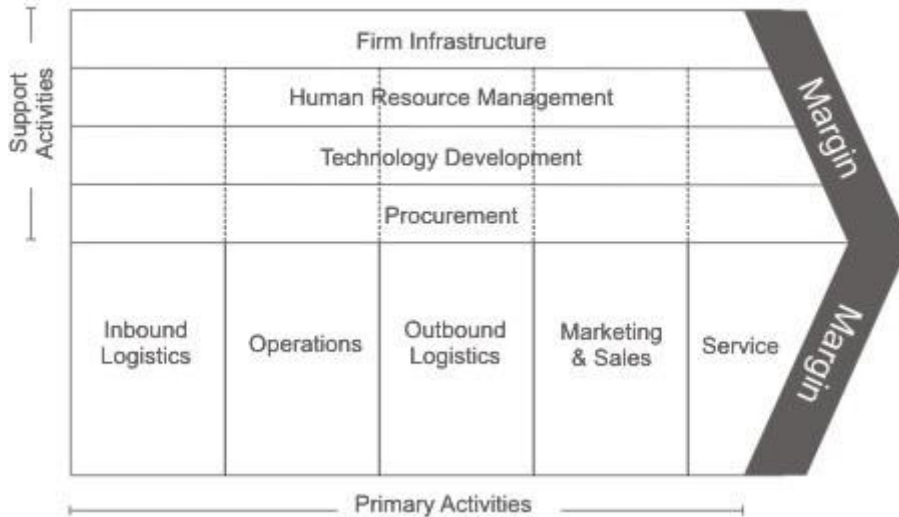 Support
Activities
Firm Infrastructure
Human Resource Management
Technology Development
Procurement
Inbound
Logistics
Operations
Outbound
Logistics
Marketing
& Sales
Service
Margin
Margin
Primary Activities